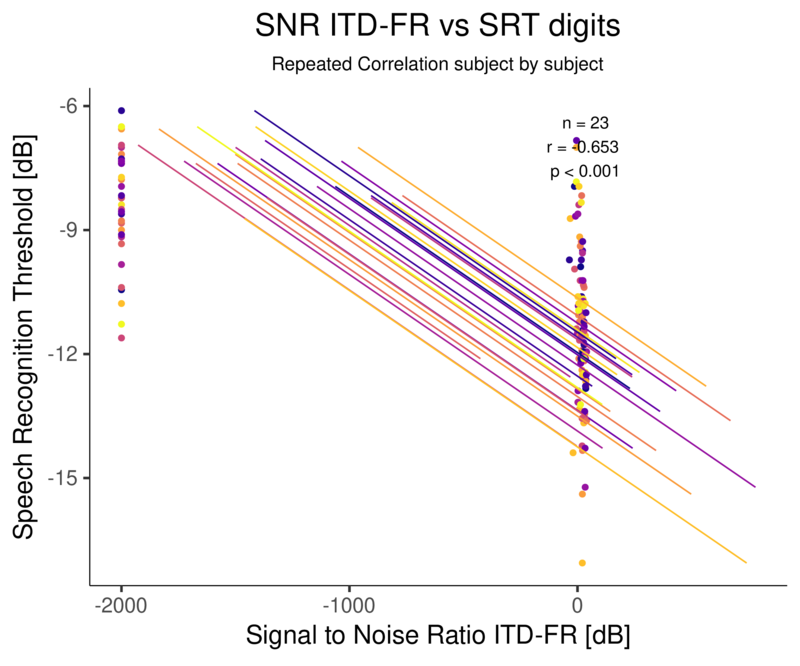 SNR ITD-FR vs SRT digits
Repeated Correlation subject by subject
Speech Recognition Threshold [dB]
-6
-9
-12
-15
n = 23
r = -0.653
p < 0.001
-2000
-1000
0
Signal to Noise Ratio ITD-FR [dB]